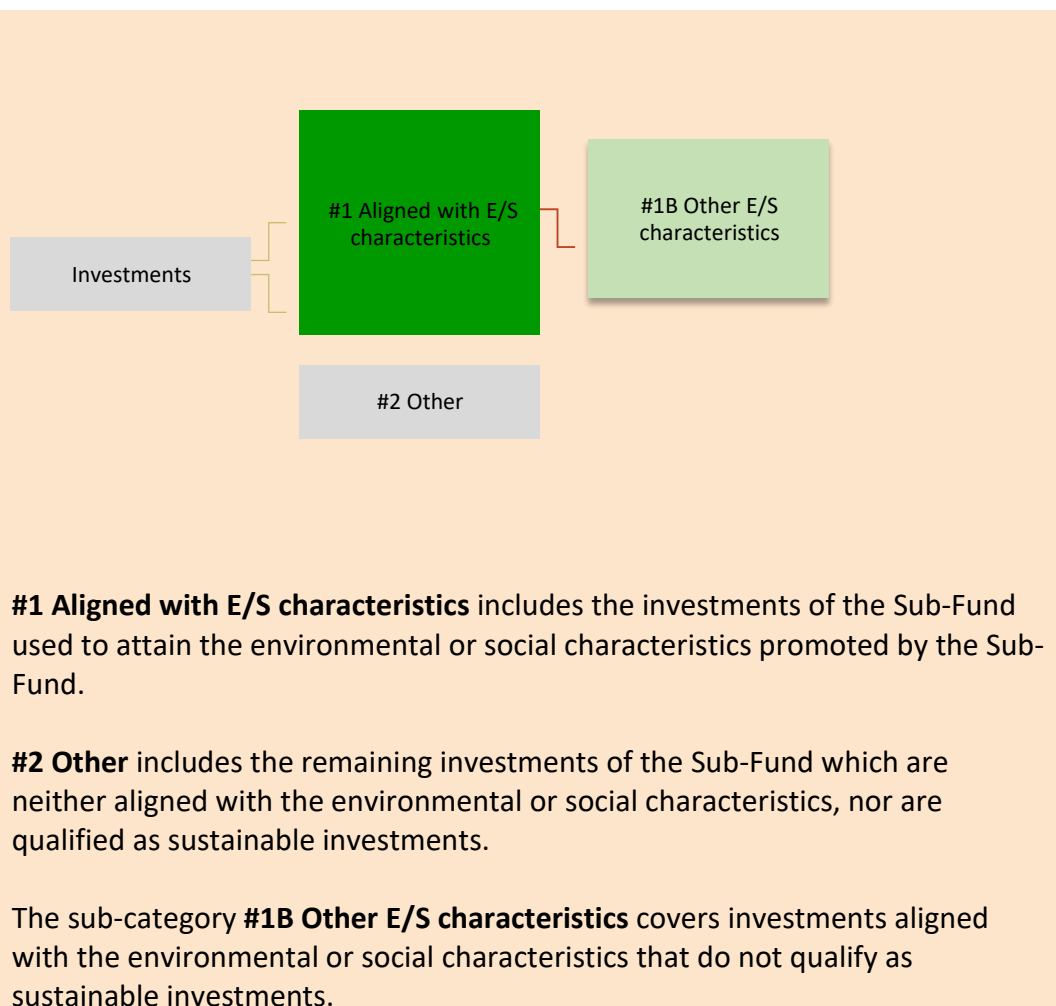 #1 Aligned with E/S
characteristics
#1B Other E/S
characteristics
Investments
#2 Other
#1 Aligned with E/S characteristics includes the investments of the Sub-Fund
used to attain the environmental or social characteristics promoted by the Sub-
Fund.
#2 Other includes the remaining investments of the Sub-Fund which are
neither aligned with the environmental or social characteristics, nor are
qualified as sustainable investments.
The sub-category #1B Other E/S characteristics covers investments aligned
with the environmental or social characteristics that do not qualify as
sustainable investments.